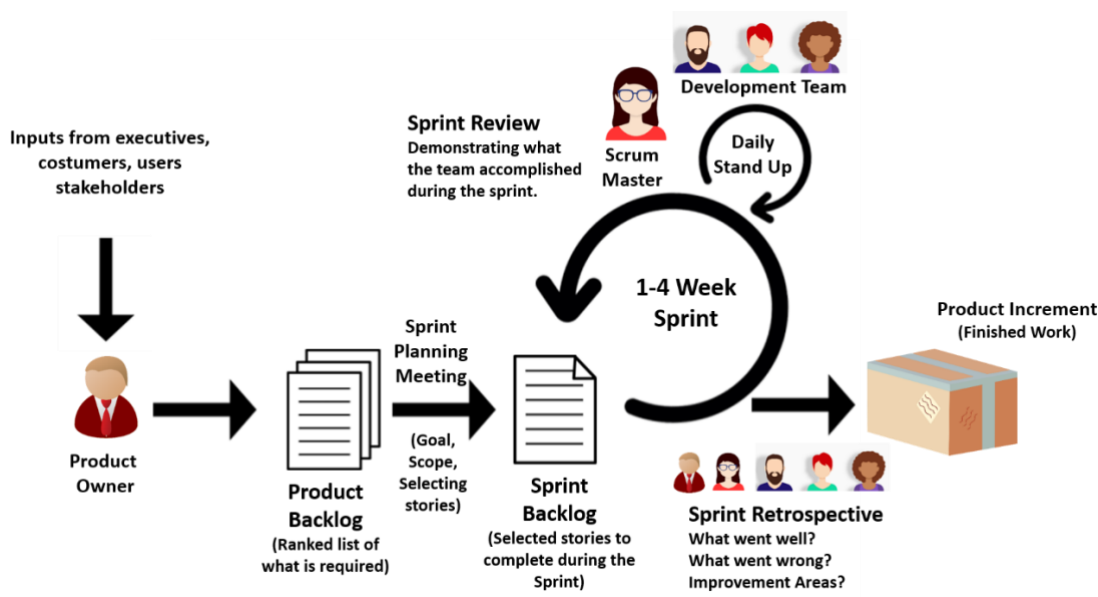 Inputs from executives,
costumers, users
stakeholders
Product
Owner
Product
Backlog
(Ranked list of
what is required)
Sprint
Planning
Meeting
(Goal,
Scope,
Selecting
stories)
Sprint
Backlog
(Selected stories to
complete during the
Sprint)
Sprint Review
Demonstrating what
the team accomplished
during the sprint.
Scrum
Master
Development Team
Daily
Stand Up
1-4 Week
Sprint
Product Increment
(Finished Work)
Sprint Retrospective
What went well?
What went wrong?
Improvement Areas?